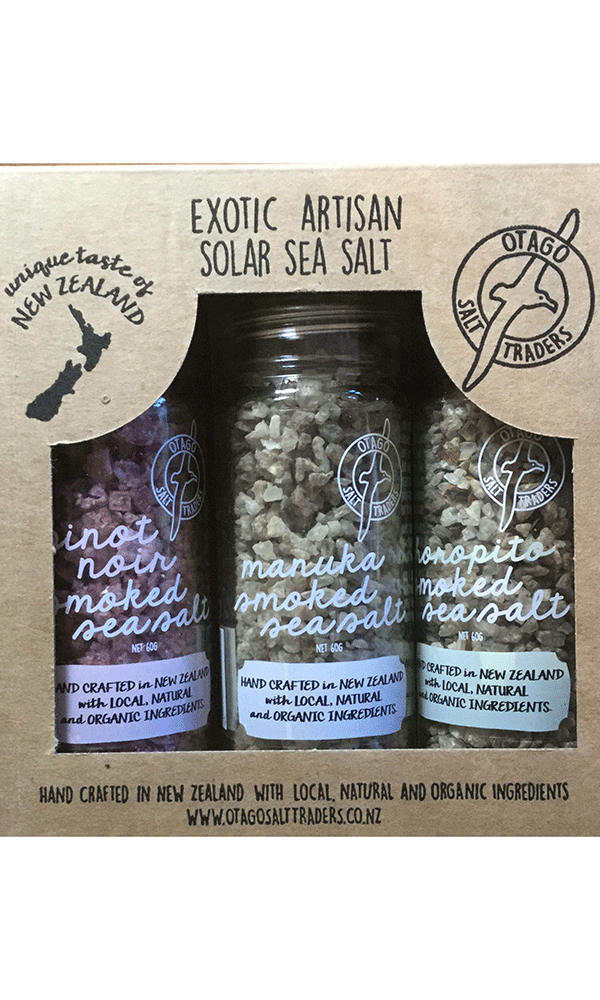 EXOTIC ARTISAN
SOLAR SEA SALT
unique taste of
NEW ZEALAND
OTAGO
SALT TRADERS
OTAGO
SALT TRADERS
inot
noir
moked
sea salt
NET 60G
AND CRAFTED in NEW ZEALAND
with LOCAL, NATURAL
and ORGANIC INGREDIENTS.
OTAGO
SALT TRADERS
manuka
smoked
sea salt
NET 60G
HAND CRAFTED in NEW ZEALAND
with LOCAL, NATURAL
and ORGANIC INGREDIENTS.
OTAGO
SALT TRADERS
horopito
moked
sea salt
NET 60G
ND CRAFTED in NEW ZEALAND
with LOCAL, NATURAL
and ORGANIC INGREDIENTS.
HAND CRAFTED IN NEW ZEALAND WITH LOCAL, NATURAL AND ORGANIC INGREDIENTS
WWW.OTAGOSALTTRADERS.CO.NZ